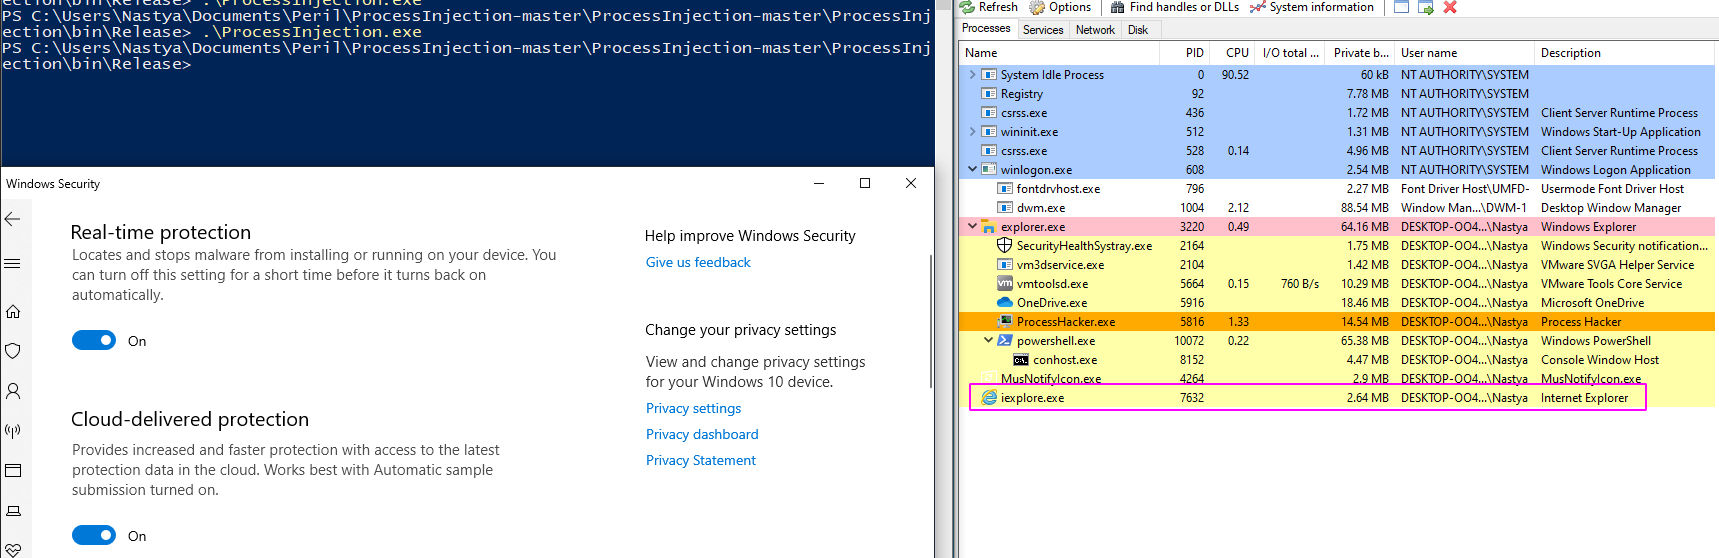 ection\bin\Release> .\ProcessInjection.exe
PS C:\Users\Nastya\Documents\Peril\ProcessInjection-master\ProcessInjection-master\ProcessInj
ection\bin\Release> .\ProcessInjection.exe
PS C:\Users\Nastya\Documents\Peril\ProcessInjection-master\ProcessInjection-master\ProcessInj
ection\bin\Release>
Windows Security
Real-time protection
Locates and stops malware from installing or running on your device. You
can turn off this setting for a short time before it turns back on
automatically.
On
Cloud-delivered protection
Provides increased and faster protection with access to the latest
protection data in the cloud. Works best with Automatic sample
submission turned on.
On
Help improve Windows Security
Give us feedback
Change your privacy settings
View and change privacy settings
for your Windows 10 device.
Privacy settings
Privacy dashboard
Privacy Statement
Refresh Options Find handles or DLLs System information
Processes Services Network Disk
Name PID CPU I/O total ... Private b... User name Description
System Idle Process 0 90.52 60 kB NT AUTHORITY\SYSTEM
Registry 92 7.78 MB NT AUTHORITY\SYSTEM
csrss.exe 436 1.72 MB NT AUTHORITY\SYSTEM Client Server Runtime Process
wininit.exe 512 1.31 MB NT AUTHORITY\SYSTEM Windows Start-Up Application
csrss.exe 528 0.14 4.96 MB NT AUTHORITY\SYSTEM Client Server Runtime Process
winlogon.exe 608 2.54 MB NT AUTHORITY\SYSTEM Windows Logon Application
fontdrvhost.exe 796 2.27 MB Font Driver Host\UMFD- Usermode Font Driver Host
dwm.exe 1004 2.12 88.54 MB Window Man...\DWM-1 Desktop Window Manager
explorer.exe 3220 0.49 64.16 MB DESKTOP-OO4...\Nastya Windows Explorer
SecurityHealthSystray.exe 2164 1.75 MB DESKTOP-OO4...\Nastya Windows Security notification...
vm3dservice.exe 2104 1.42 MB DESKTOP-OO4...\Nastya VMware SVGA Helper Service
vm vmtoolsd.exe 5664 0.15 760 B/s 10.29 MB DESKTOP-OO4...\Nastya VMware Tools Core Service
OneDrive.exe 5916 18.46 MB DESKTOP-OO4...\Nastya Microsoft OneDrive
ProcessHacker.exe 5816 1.33 14.54 MB DESKTOP-OO4...\Nastya Process Hacker
powershell.exe 10072 0.22 65.38 MB DESKTOP-OO4...\Nastya Windows PowerShell
conhost.exe 8152 4.47 MB DESKTOP-OO4...\Nastya Console Window Host
MusNotifyIcon.exe 4264 2.9 MB DESKTOP-OO4...\Nastya MusNotifyIcon.exe
iexplore.exe 7632 2.64 MB DESKTOP-OO4...\Nastya Internet Explorer